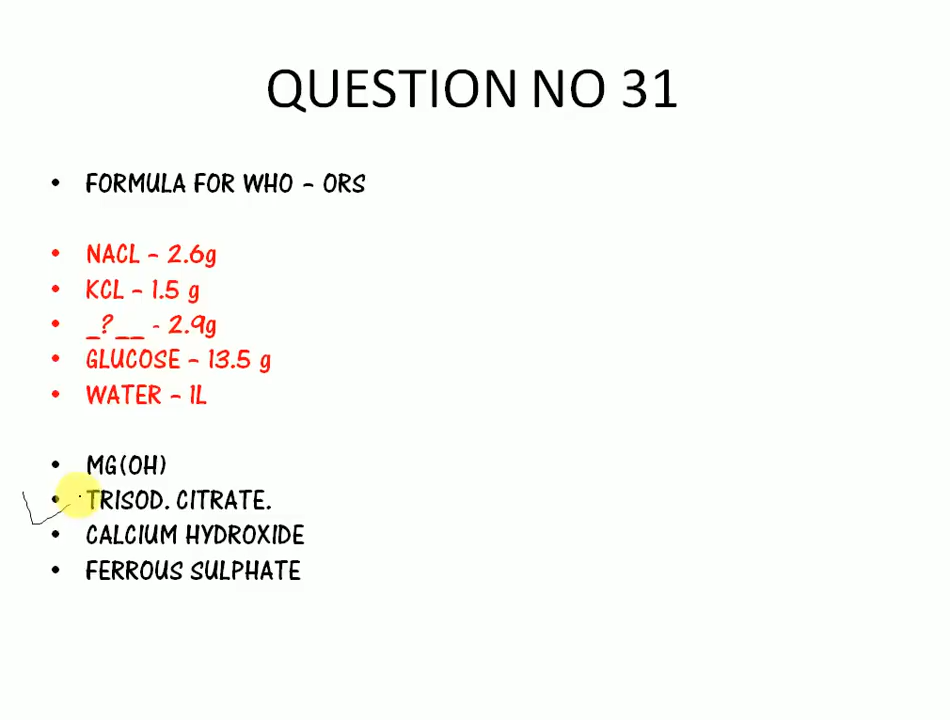 QUESTION NO 31
• FORMULA FOR WHO – ORS
• NACL – 2.6g
• KCL – 1.5 g
• _?__ - 2.9g
• GLUCOSE – 13.5 g
• WATER – 1L
• MG(OH)
• TRISOD. CITRATE.
• CALCIUM HYDROXIDE
• FERROUS SULPHATE